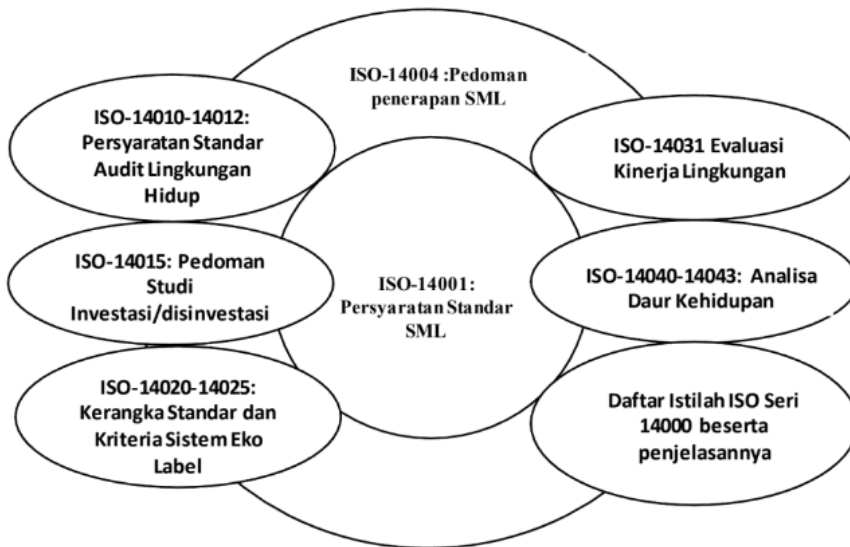 ISO-14004 :Pedoman
penerapan SML
ISO-14010-14012:
Persyaratan Standar
Audit Lingkungan
Hidup
ISO-14031 Evaluasi
Kinerja Lingkungan
ISO-14015: Pedoman
Studi
Investasi/disinvestasi
ISO-14001:
Persyaratan Standar
SML
ISO-14040-14043: Analisa
Daur Kehidupan
ISO-14020-14025:
Kerangka Standar dan
Kriteria Sistem Eko
Label
Daftar Istilah ISO Seri
14000 beserta
penjelasannya